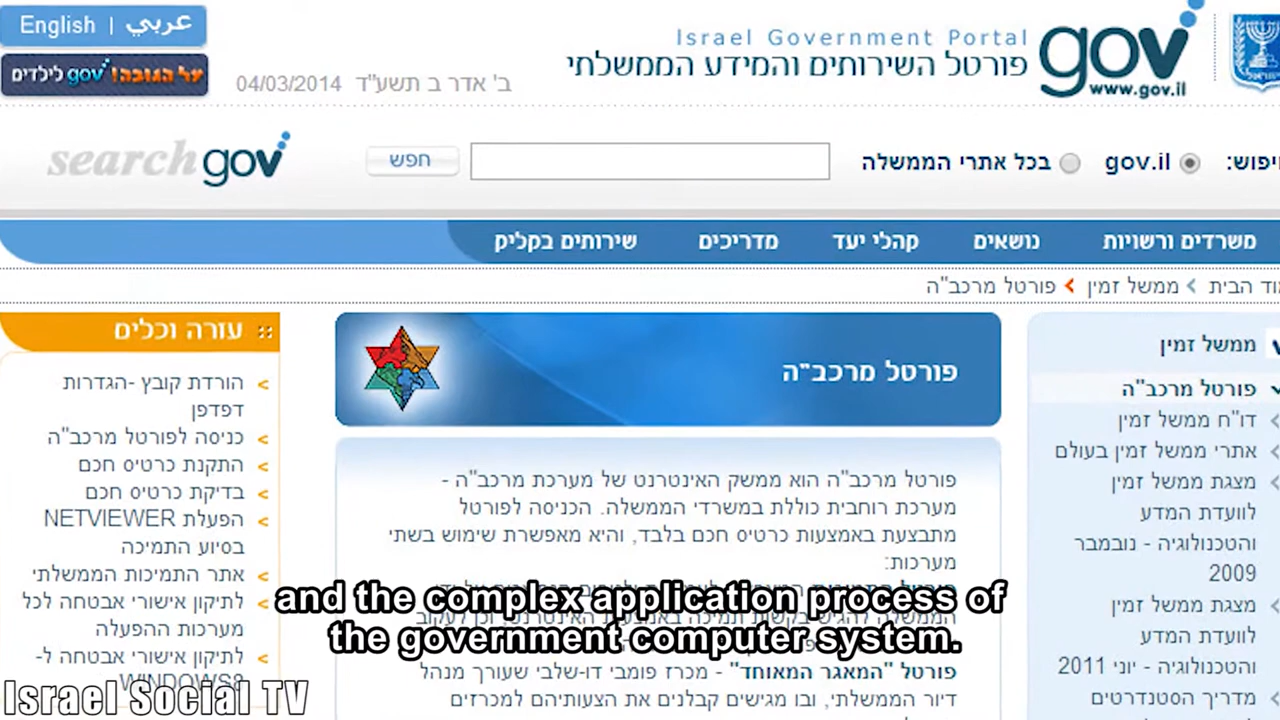 English | عربي
על הגובה! gov לילדים
04/03/2014 ב' אדר ב תשע"ד
Israel Government Portal
פורטל השירותים והמידע הממשלתי
gov
www.gov.il
search gov
חפש
בכל אתרי הממשלה
gov.il
משרדים ורשויות
נושאים
קהלי יעד
מדריכים
שירותים בקליק
הבית > ממשל זמין > פורטל מרכב"ה
ממשל זמין
פורטל מרכב"ה
דו"ח ממשל זמין
אתרי ממשל זמין בעולם
מצגת ממשל זמין
לוועדת המדע
והטכנולוגיה - נובמבר
2009
מצגת ממשל זמין
לוועדת המדע
והטכנולוגיה - יוני 2011
מדריך הסטנדרטים
פורטל מרכב"ה
פורטל מרכב"ה הוא ממשק האינטרנט של מערכת מרכב"ה -
מערכת רוחבית כוללת במשרדי הממשלה. הכניסה לפורטל
מתבצעת באמצעות כרטיס חכם בלבד, והיא מאפשרת שימוש בשתי
מערכות:
פורטל "המאגר המאוחד" - מרכז פומבי דו-שלבי שעורך מנהל
דיור הממשלתי, ובו מגישים קבלנים את הצעותיהם למכרזים
עזרה וכלים
הורדת קובץ -הגדרות
דפדפן
כניסה לפורטל מרכב"ה
התקנת כרטיס חכם
בדיקת כרטיס חכם
הפעלת NETVIEWER
בסיוע התמיכה
אתר התמיכות הממשלתי
לתיקון אישורי אבטחה לכל
מערכות ההפעלה
לתיקון אישורי אבטחה ל-
WINDOWS8
and the complex application process of
the government computer system.
Israel Social TV